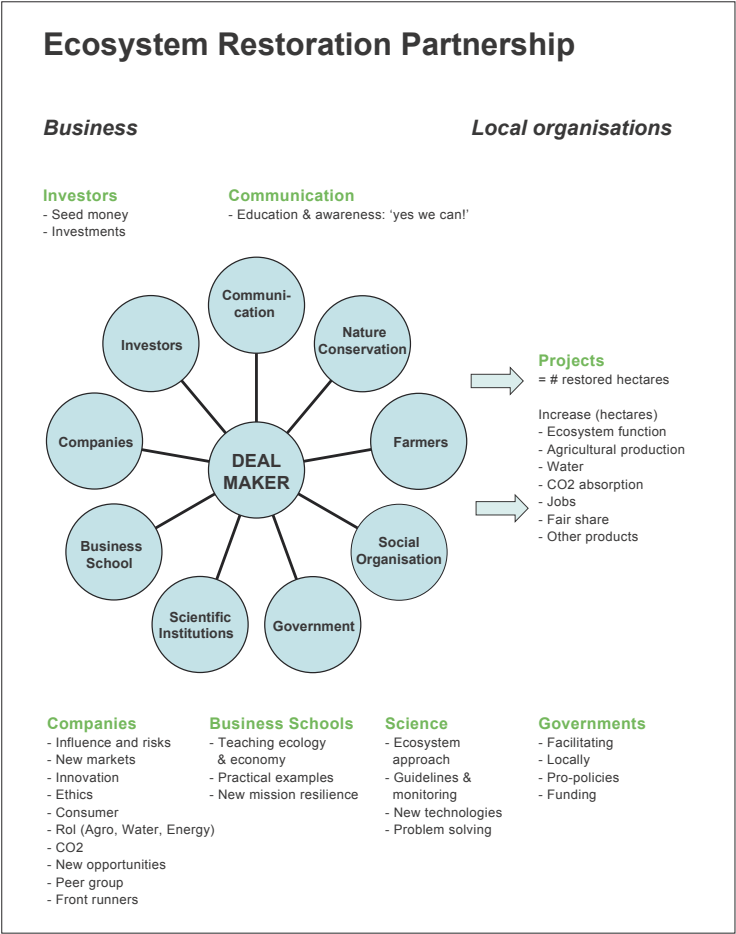 Ecosystem Restoration Partnership
Business
Local organisations
Investors
- Seed money
- Investments
Communication
- Education & awareness: ‘yes we can!’
Communi-
cation
Nature
Conservation
Investors
Companies
Farmers
DEAL
MAKER
Business
School
Social
Organisation
Scientific
Institutions
Government
Projects
= # restored hectares
Increase (hectares)
- Ecosystem function
- Agricultural production
- Water
- CO2 absorption
- Jobs
- Fair share
- Other products
Companies
- Influence and risks
- New markets
- Innovation
- Ethics
- Consumer
- RoI (Agro, Water, Energy)
- CO2
- New opportunities
- Peer group
- Front runners
Business Schools
- Teaching ecology
& economy
- Practical examples
- New mission resilience
Science
- Ecosystem
approach
- Guidelines &
monitoring
- New technologies
- Problem solving
Governments
- Facilitating
- Locally
- Pro-policies
- Funding